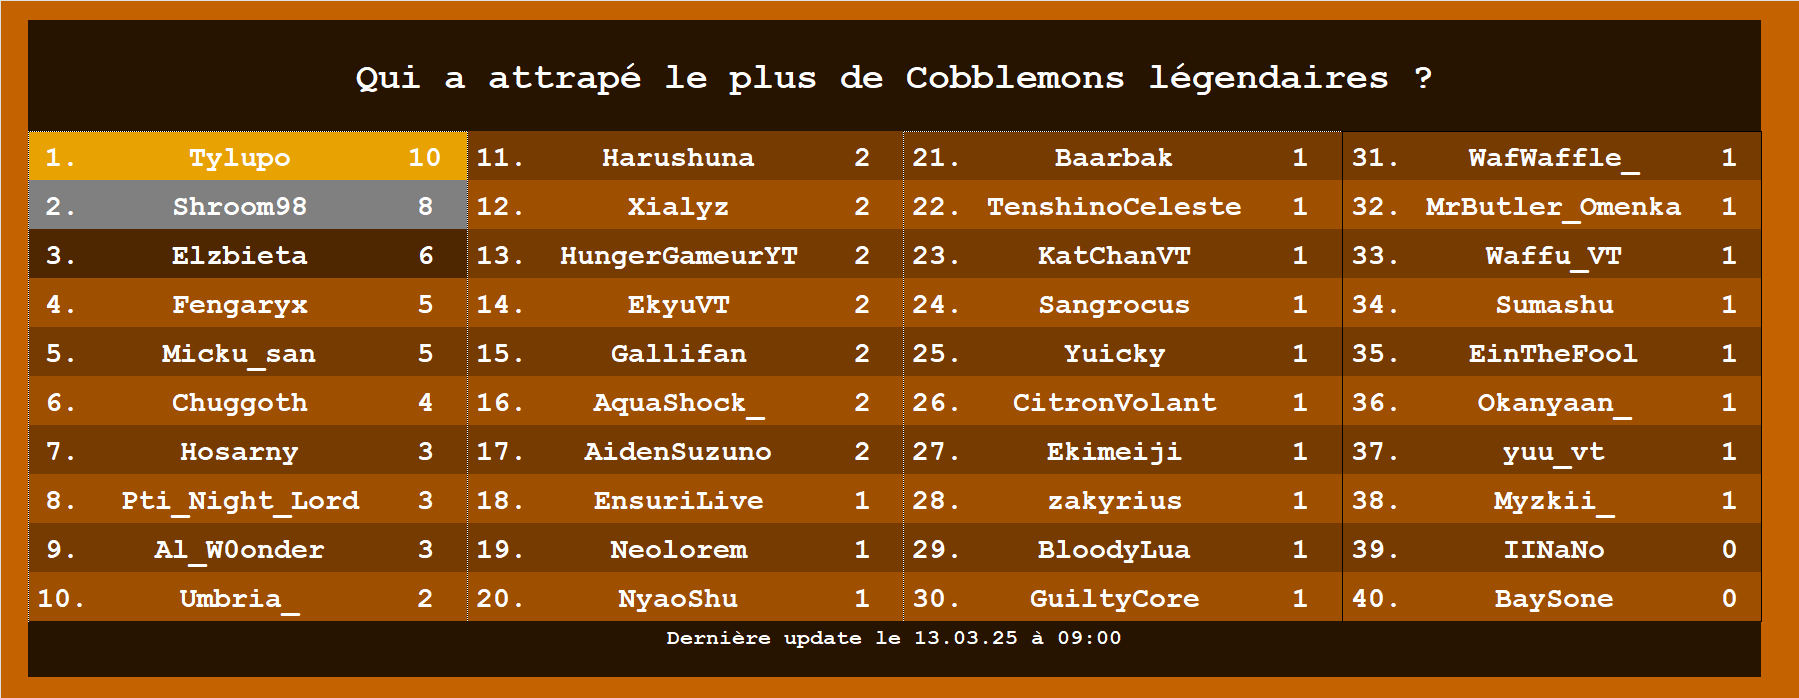 Qui a attrapé le plus de Cobblemons légendaires ?
1. Tylupo 10
2. Shroom98 8
3. Elzbieta 6
4. Fengaryx 5
5. Micku_san 5
6. Chuggoth 4
7. Hosarny 3
8. Pti_Night_Lord 3
9. Al_W0onder 3
10. Umbria_ 2
11. Harushuna 2
12. Xialyz 2
13. HungerGameurYT 2
14. EkyuVT 2
15. Gallifan 2
16. AquaShock_ 2
17. AidenSuzuno 2
18. EnsuriLive 1
19. Neolorem 1
20. NyaoShu 1
21. Baarbak 1
22. TenshinoCeleste 1
23. KatChanVT 1
24. Sangrocus 1
25. Yuicky 1
26. CitronVolant 1
27. Ekimeiji 1
28. zakyrius 1
29. BloodyLua 1
30. GuiltyCore 1
31. WafWaffle_ 1
32. MrButler_Omenka 1
33. Waffu_VT 1
34. Sumashu 1
35. EinTheFool 1
36. Okanyaan_ 1
37. yuu_vt 1
38. Myzkii_ 1
39. IINaNo 0
40. BaySone 0
Dernière update le 13.03.25 à 09:00